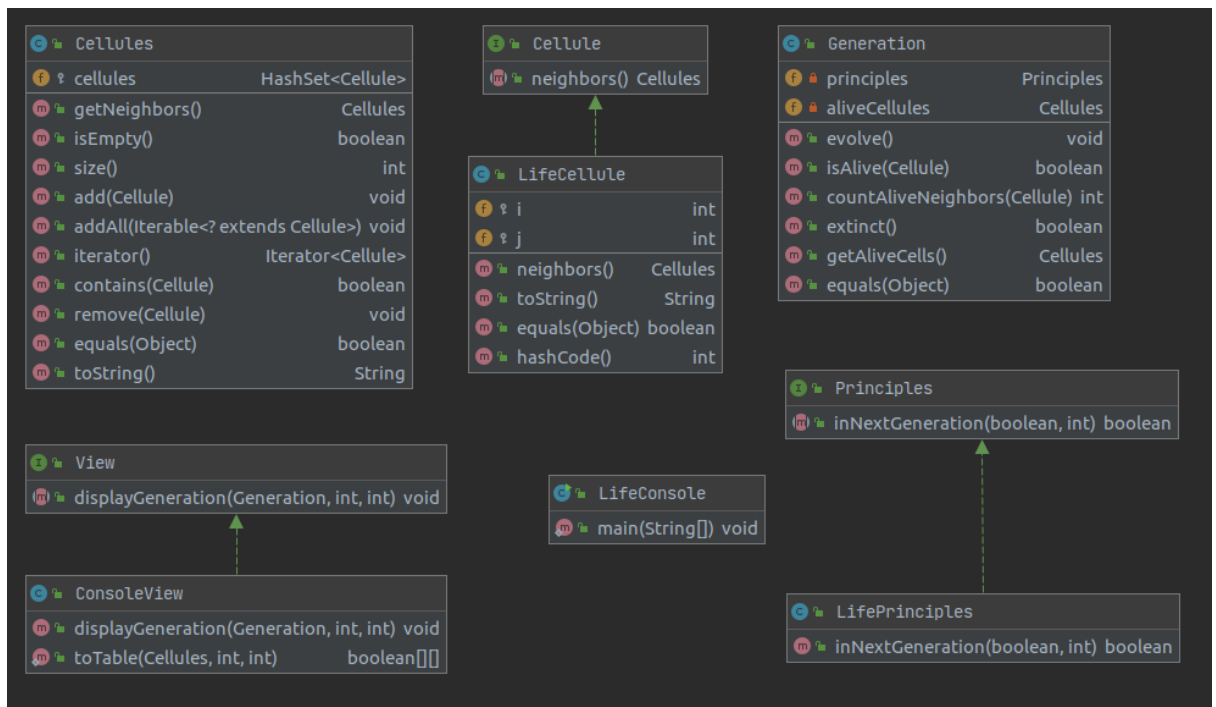 Cellules
cellules HashSet<Cellule>
getNeighbors() Cellules
isEmpty() boolean
size() int
add(Cellule) void
addAll(Iterable<? extends Cellule>) void
iterator() Iterator<Cellule>
contains(Cellule) boolean
remove(Cellule) void
equals(Object) boolean
toString() String
Cellule
neighbors() Cellules
LifeCellule
i int
j int
neighbors() Cellules
toString() String
equals(Object) boolean
hashCode() int
Generation
principles Principles
aliveCellules Cellules
evolve() void
isAlive(Cellule) boolean
countAliveNeighbors(Cellule) int
extinct() boolean
getAliveCells() Cellules
equals(Object) boolean
Principles
inNextGeneration(boolean, int) boolean
View
displayGeneration(Generation, int, int) void
LifeConsole
main(String[]) void
ConsoleView
displayGeneration(Generation, int, int) void
toTable(Cellules, int, int) boolean[][]
LifePrinciples
inNextGeneration(boolean, int) boolean